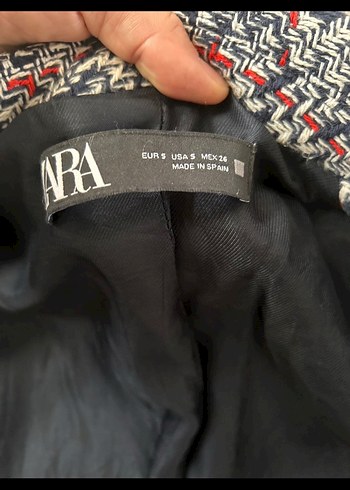 ZARA
EUR S USA S MEX 26
MADE IN SPAIN